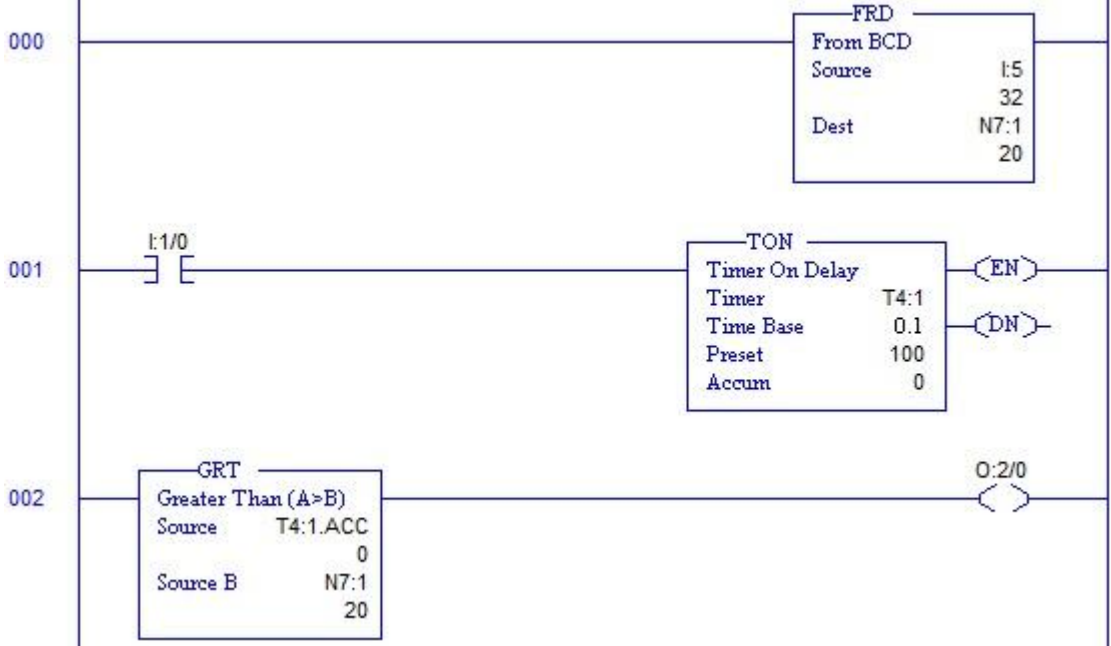 FRD
000
From BCD
Source I:5
32
Dest N7:1
20
I:1/0
TON
001
Timer On Delay
EN
Timer T4:1
Time Base 0.1
DN
Preset 100
Accum 0
GRT
O:2/0
002
Greater Than (A>B)
Source T4:1.ACC
0
Source B N7:1
20